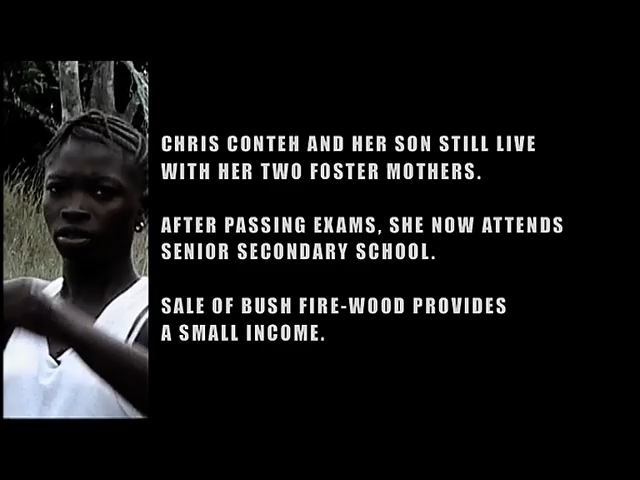 CHRIS CONTEH AND HER SON STILL LIVE
WITH HER TWO FOSTER MOTHERS.
AFTER PASSING EXAMS, SHE NOW ATTENDS
SENIOR SECONDARY SCHOOL.
SALE OF BUSH FIRE-WOOD PROVIDES
A SMALL INCOME.